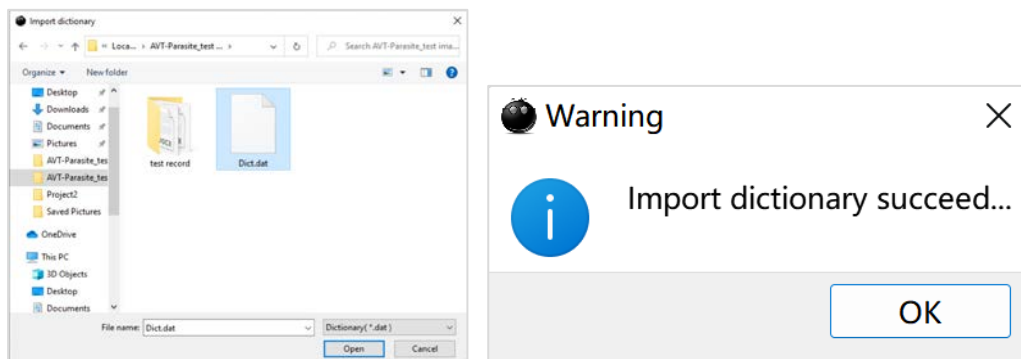 Import dictionary
« Loca... › AVT-Parasite_test ... ›
Search AVT-Parasite_test ima...
Organize
New folder
Desktop
Downloads
Documents
Pictures
AVT-Parasite_tes
AVT-Parasite_tes
Project2
Saved Pictures
OneDrive
This PC
3D Objects
Desktop
Documents
test record
Dict.dat
File name: Dict.dat
Dictionary( *.dat )
Open
Cancel
Warning
Import dictionary succeed...
OK